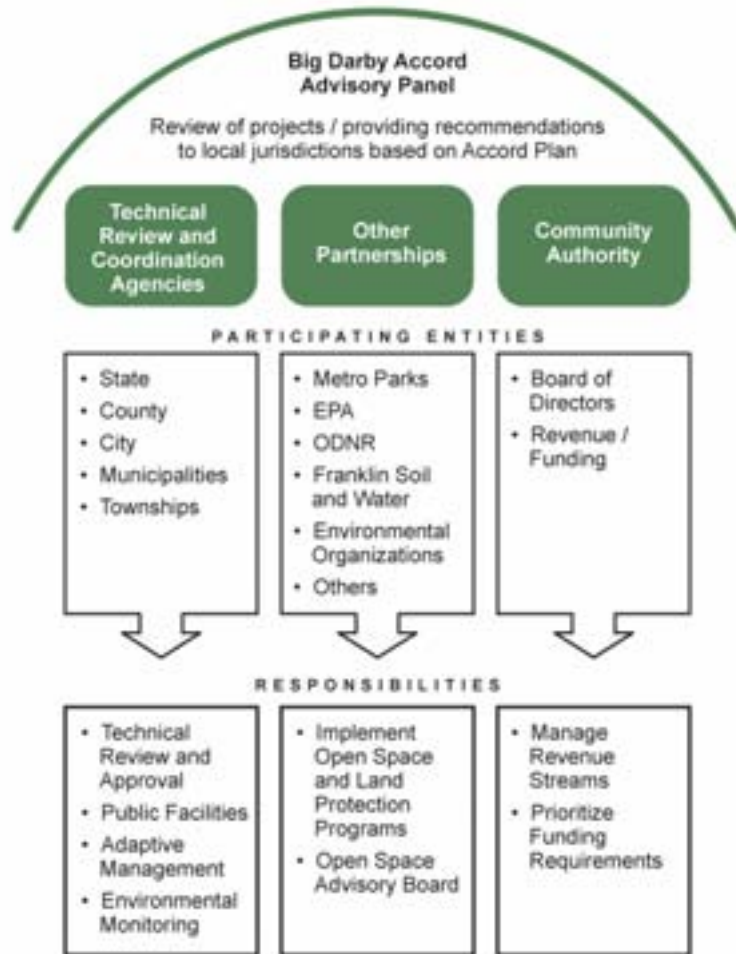 Big Darby Accord
Advisory Panel
Review of projects / providing recommendations
to local jurisdictions based on Accord Plan
Technical
Review and
Coordination
Agencies
Other
Partnerships
Community
Authority
PARTICIPATING ENTITIES
• State
• County
• City
• Municipalities
• Townships
• Metro Parks
• EPA
• ODNR
• Franklin Soil
and Water
• Environmental
Organizations
• Others
• Board of
Directors
• Revenue /
Funding
RESPONSIBILITIES
• Technical
Review and
Approval
• Public Facilities
• Adaptive
Management
• Environmental
Monitoring
• Implement
Open Space
and Land
Protection
Programs
• Open Space
Advisory Board
• Manage
Revenue
Streams
• Prioritize
Funding
Requirements